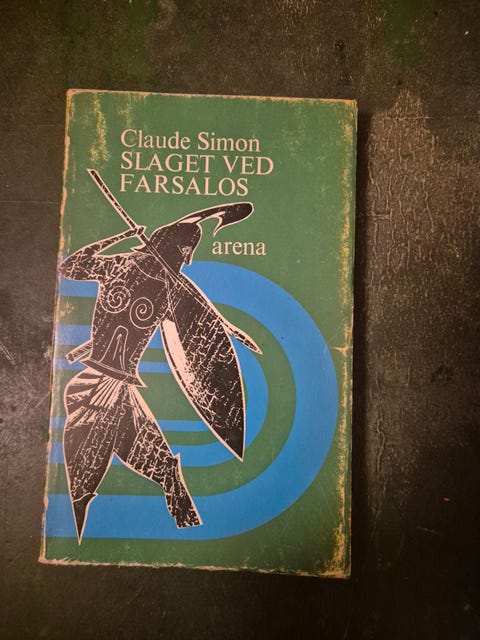 Claude Simon
SLAGET VED
FARSALOS
arena